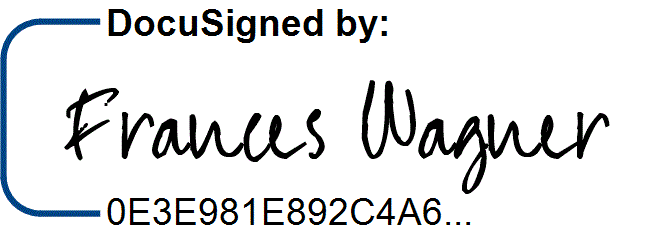 DocuSigned by:
Frances Wagner
0E3E981E892C4A6...